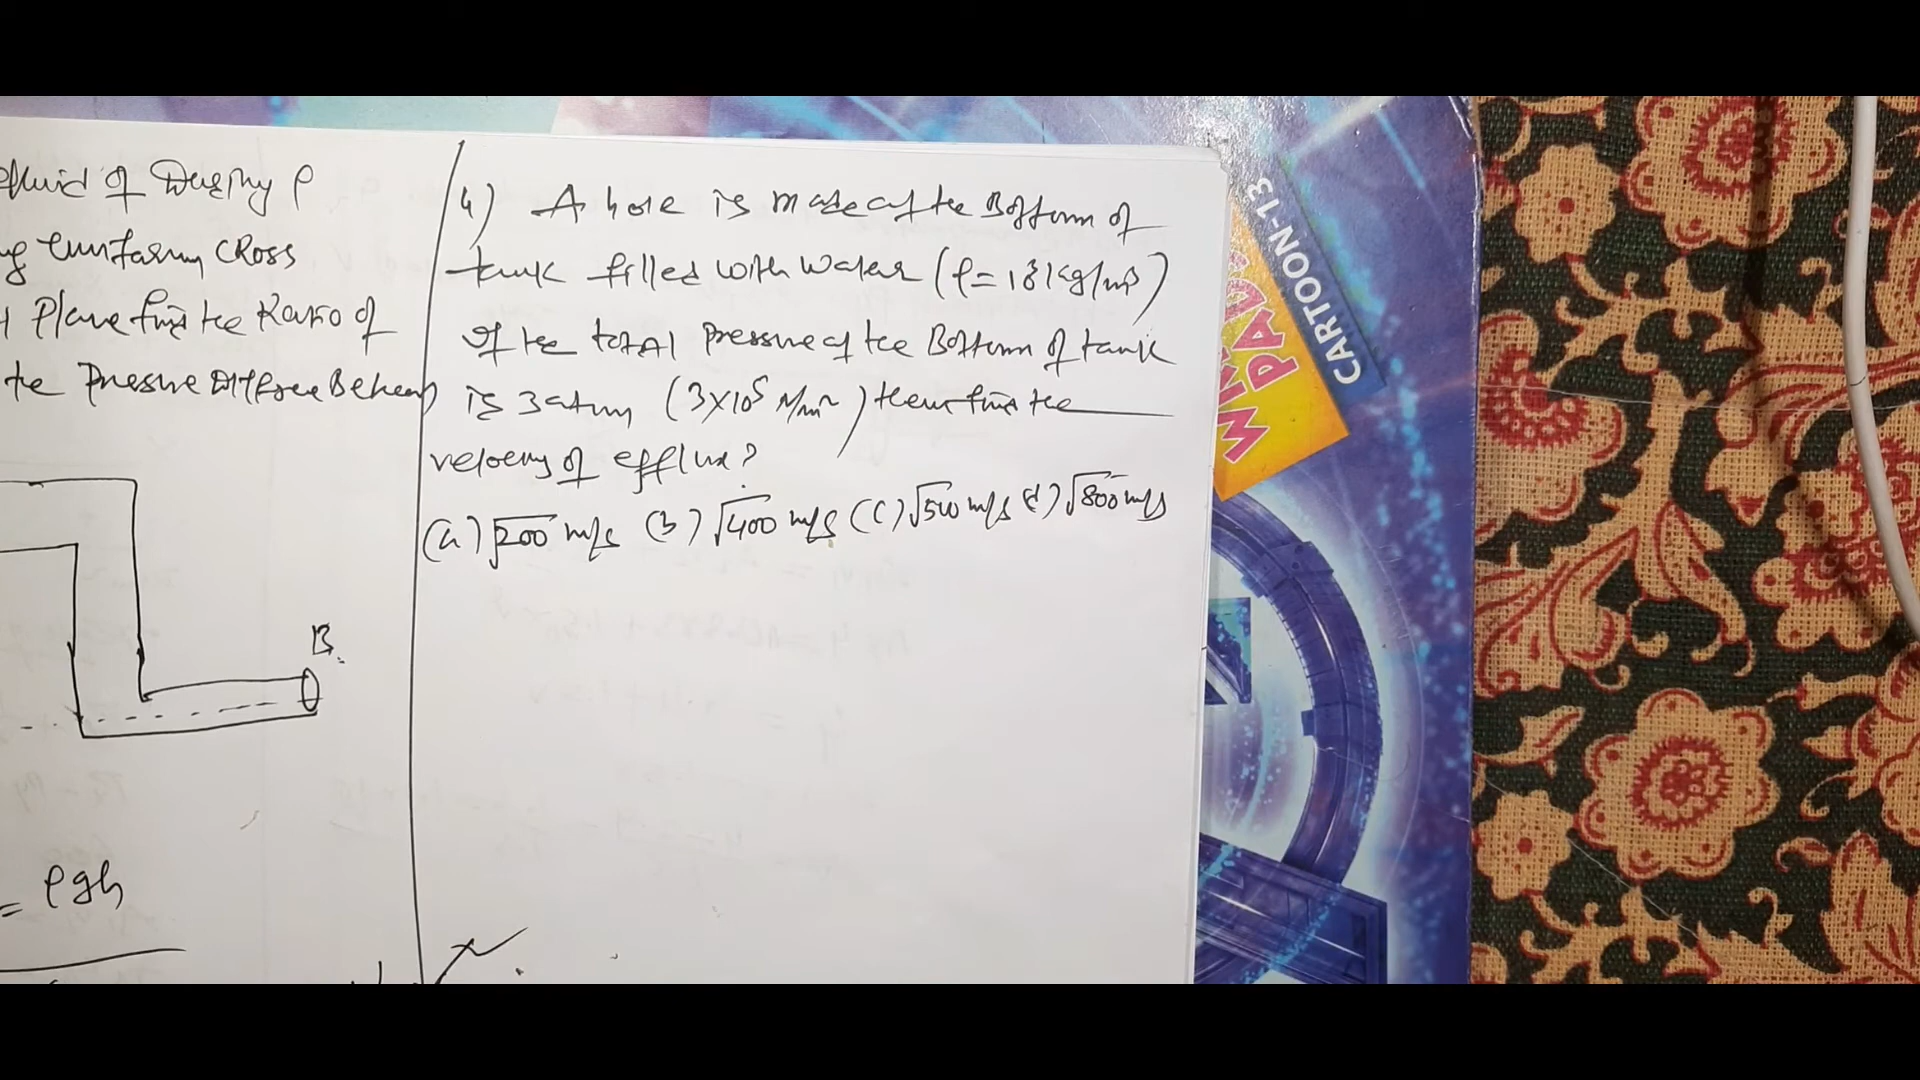 fluid of Density ρ
uniform CROSS
Plane find the Ratio of
the Pressure Diffrece Between
B
= ρgh
4) A hole is made at the Bottom of
tank filled with water (ρ = 10³ kg/m³)
If the total pressure at the Bottom of tank
is 3 atm (3×10⁵ N/m²) then find the
velocity of efflux?
(a) √200 m/s (b) √400 m/s (c) √500 m/s d) √800 m/s
CARTOON-13